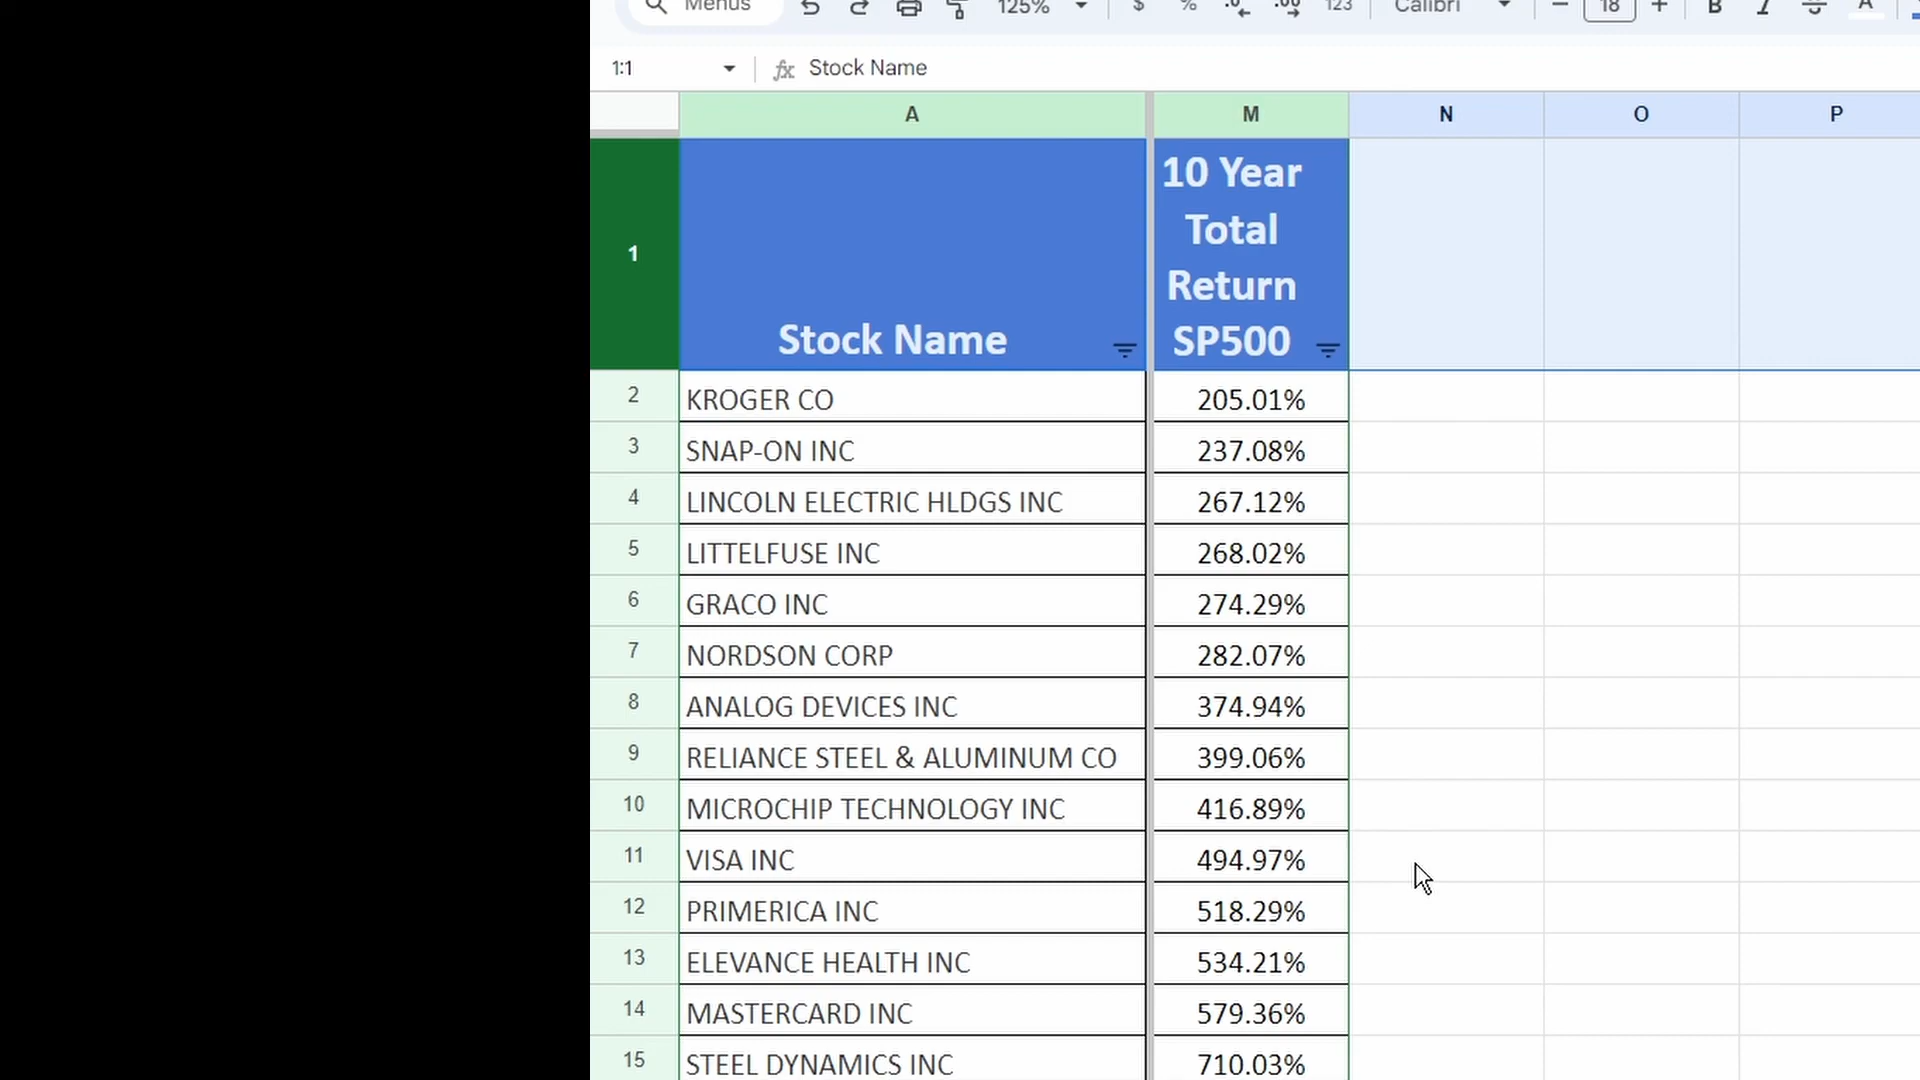 Menus 125% $ % .0 .00 123 Calibri 18 B I A
1:1 fx Stock Name
A M N O P
1 Stock Name 10 Year
Total
Return
SP500
2 KROGER CO 205.01%
3 SNAP-ON INC 237.08%
4 LINCOLN ELECTRIC HLDGS INC 267.12%
5 LITTELFUSE INC 268.02%
6 GRACO INC 274.29%
7 NORDSON CORP 282.07%
8 ANALOG DEVICES INC 374.94%
9 RELIANCE STEEL & ALUMINUM CO 399.06%
10 MICROCHIP TECHNOLOGY INC 416.89%
11 VISA INC 494.97%
12 PRIMERICA INC 518.29%
13 ELEVANCE HEALTH INC 534.21%
14 MASTERCARD INC 579.36%
15 STEEL DYNAMICS INC 710.03%